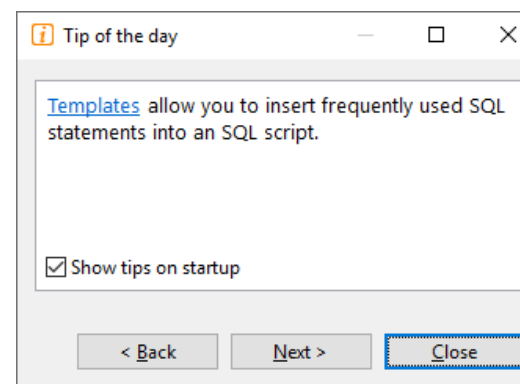 Tip of the day
Templates allow you to insert frequently used SQL
statements into an SQL script.
Show tips on startup
< Back Next > Close